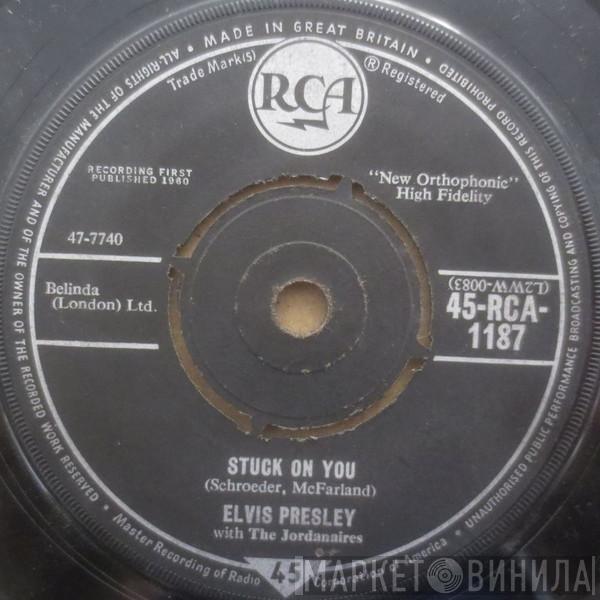 · MADE IN GREAT BRITAIN ·
ALL RIGHTS OF THE MANUFACTURER AND OF THE OWNER OF THE RECORDED WORK RESERVED
UNAUTHORISED PUBLIC PERFORMANCE BROADCASTING AND COPYING OF THIS RECORD PROHIBITED
Trade Mark(s)
® Registered
RCA
RECORDING FIRST
PUBLISHED 1960
"New Orthophonic"
High Fidelity
47-7740
Belinda
(London) Ltd.
(L2WW-0083)
45-RCA-
1187
STUCK ON YOU
(Schroeder, McFarland)
ELVIS PRESLEY
with The Jordanaires
· Master Recording of Radio
45
Corporation of America ·
МАРКЕТ ВИНИЛА